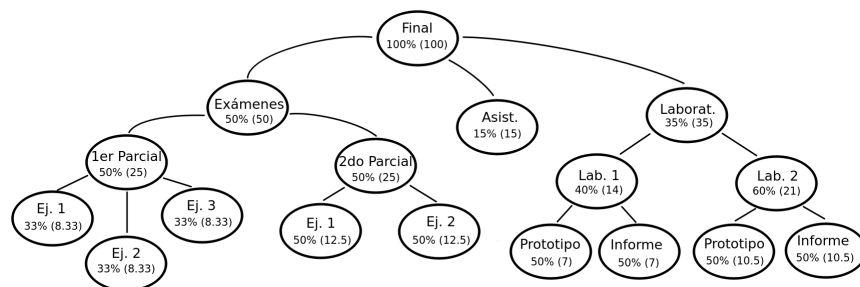 Final
100% (100)
Exámenes
50% (50)
Asist.
15% (15)
Laborat.
35% (35)
1er Parcial
50% (25)
2do Parcial
50% (25)
Lab. 1
40% (14)
Lab. 2
60% (21)
Ej. 1
33% (8.33)
Ej. 2
33% (8.33)
Ej. 3
33% (8.33)
Ej. 1
50% (12.5)
Ej. 2
50% (12.5)
Prototipo
50% (7)
Informe
50% (7)
Prototipo
50% (10.5)
Informe
50% (10.5)